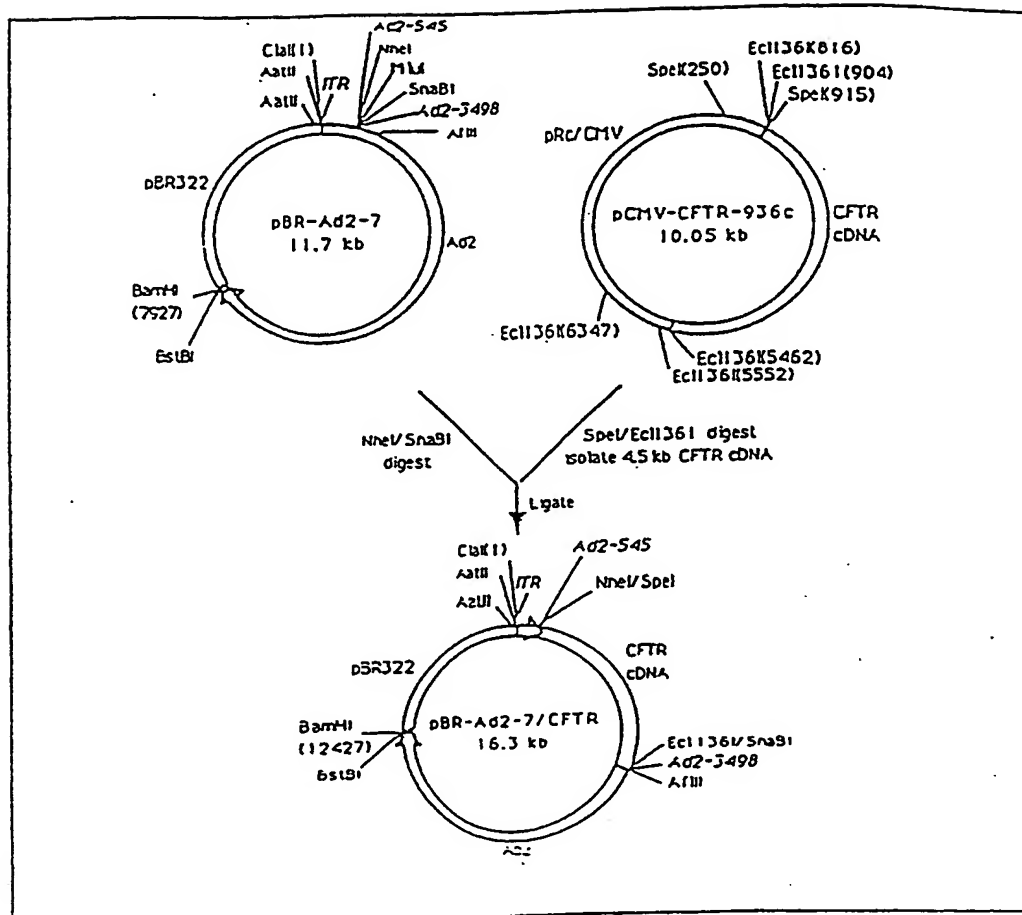 Ad2-545
ClaI(1)
NheI
AatII
ITR
MluI
SnaBI
AatII
Ad2-3498
AflII
pBR322
pBR-Ad2-7
11.7 kb
Ad2
BamHI
(7927)
BstBI
Ecl136I(816)
SpeI(250)
Ecl136I(904)
SpeI(915)
pRc/CMV
pCMV-CFTR-936c
10.05 kb
CFTR
cDNA
Ecl136I(6347)
Ecl136I(5462)
Ecl136I(5552)
NheI/SnaBI
digest
SpeI/Ecl136I digest
isolate 4.5 kb CFTR cDNA
Ligate
ClaI(1)
Ad2-545
AatII
ITR
NheI/SpeI
pBR322
CFTR
cDNA
BamHI
(12427)
pBR-Ad2-7/CFTR
16.3 kb
BstBI
Ecl136I/SnaBI
Ad2-3498
AflII